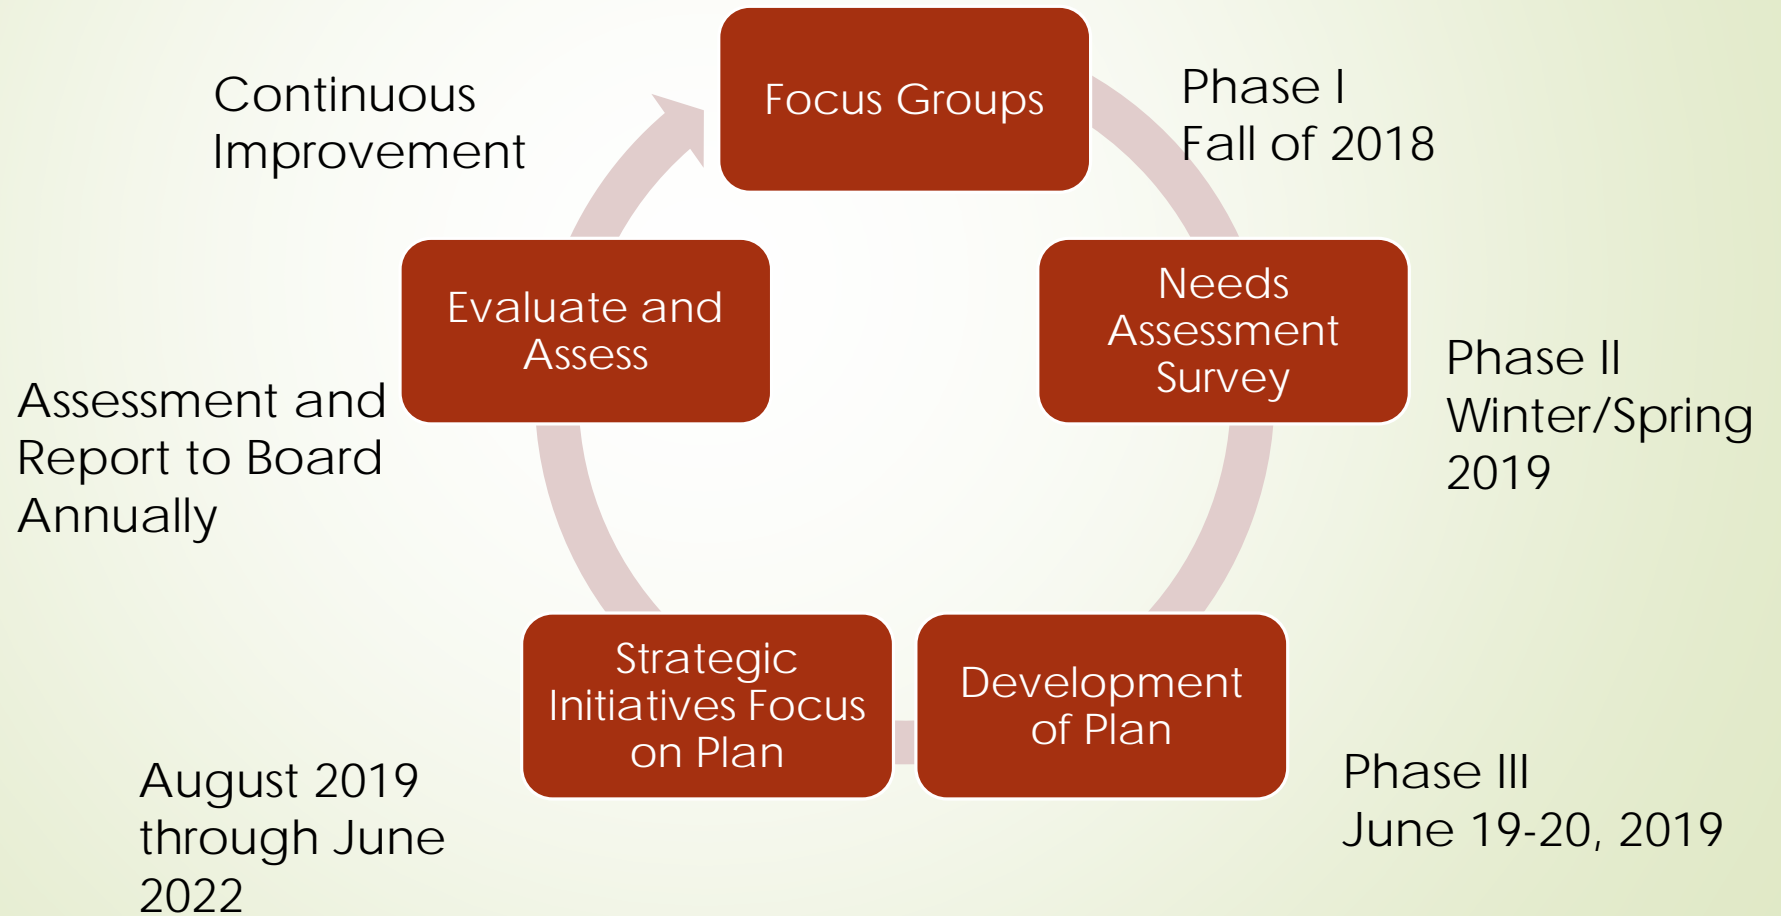 Focus Groups
Phase I
Fall of 2018
Needs
Assessment
Survey
Phase II
Winter/Spring
2019
Development
of Plan
Phase III
June 19-20, 2019
Strategic
Initiatives Focus
on Plan
August 2019
through June
2022
Evaluate and
Assess
Assessment and
Report to Board
Annually
Continuous
Improvement